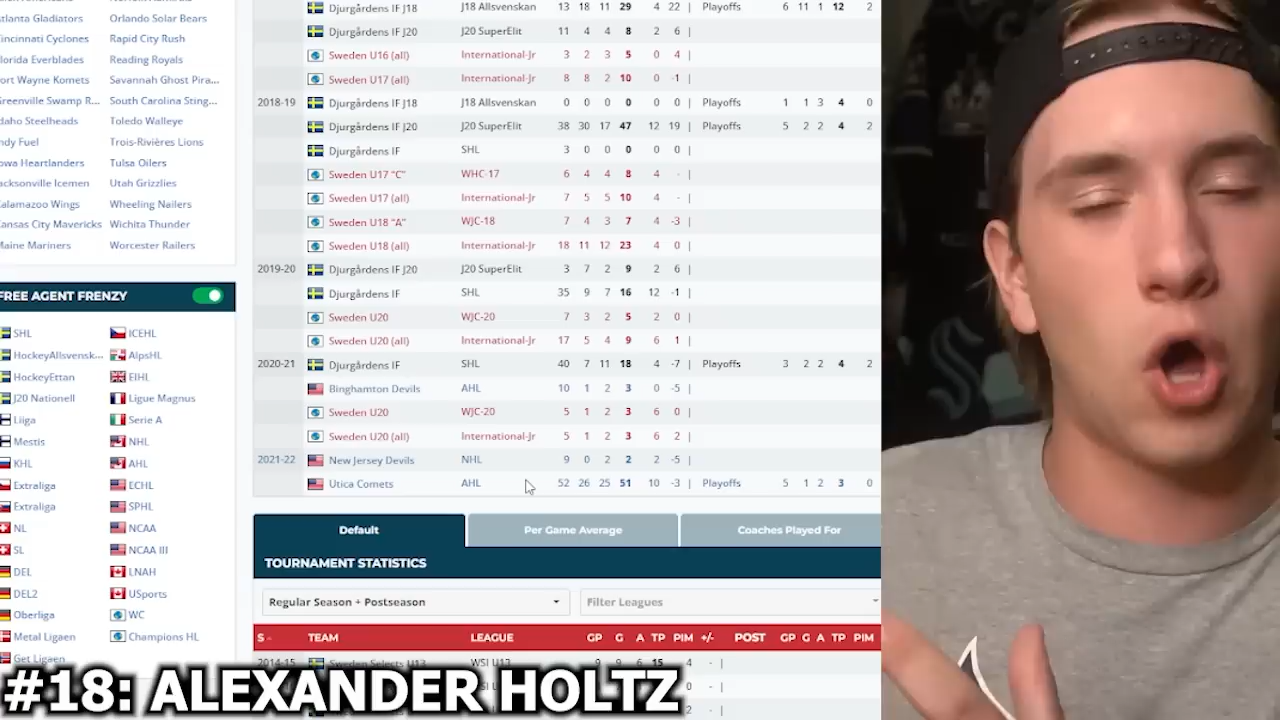 Atlanta Gladiators Orlando Solar Bears
Cincinnati Cyclones Rapid City Rush
Florida Everblades Reading Royals
Fort Wayne Komets Savannah Ghost Pira...
Greenville Swamp R... South Carolina Sting...
Idaho Steelheads Toledo Walleye
Indy Fuel Trois-Rivières Lions
Iowa Heartlanders Tulsa Oilers
Jacksonville Icemen Utah Grizzlies
Kalamazoo Wings Wheeling Nailers
Kansas City Mavericks Wichita Thunder
Maine Mariners Worcester Railers
FREE AGENT FRENZY
SHL ICEHL
HockeyAllsvensk... AlpsHL
HockeyEttan EIHL
J20 Nationell Ligue Magnus
Liiga Serie A
Mestis NHL
KHL AHL
Extraliga ECHL
Extraliga SPHL
NL NCAA
SL NCAA III
DEL LNAH
DEL2 USports
Oberliga WC
Metal Ligaen Champions HL
Get Ligaen
Djurgårdens IF J18 J18 Allsvenskan 13 18 11 29 4 22 | Playoffs 6 11 1 12 2
Djurgårdens IF J20 J20 SuperElit 11 4 4 8 2 6 |
Sweden U16 (all) International-Jr 3 2 3 5 0 4 |
Sweden U17 (all) International-Jr 8 8 2 10 0 -1 |
2018-19 Djurgårdens IF J18 J18 Allsvenskan 0 0 0 0 0 0 | Playoffs 1 1 3 4 0
Djurgårdens IF J20 J20 SuperElit 38 30 17 47 12 19 | Playoffs 5 2 2 4 2
Djurgårdens IF SHL 3 0 0 0 0 0 |
Sweden U17 "C" WHC-17 6 4 4 8 4 - |
Sweden U17 (all) International-Jr 7 5 5 10 4 - |
Sweden U18 "A" WJC-18 7 4 3 7 4 -3 |
Sweden U18 (all) International-Jr 18 11 12 23 4 0 |
2019-20 Djurgårdens IF J20 J20 SuperElit 3 7 2 9 2 6 |
Djurgårdens IF SHL 35 9 7 16 12 -1 |
Sweden U20 WJC-20 7 3 2 5 2 0 |
Sweden U20 (all) International-Jr 17 5 4 9 6 1 |
2020-21 Djurgårdens IF SHL 40 7 11 18 4 -7 | Playoffs 3 2 2 4 2
Binghamton Devils AHL 10 1 2 3 0 -5 |
Sweden U20 WJC-20 5 1 2 3 6 0 |
Sweden U20 (all) International-Jr 5 1 2 3 6 2 |
2021-22 New Jersey Devils NHL 9 0 2 2 2 -5 |
Utica Comets AHL 52 26 25 51 10 -3 | Playoffs 5 1 2 3 0
Default Per Game Average Coaches Played For
TOURNAMENT STATISTICS
Regular Season + Postseason Filter Leagues
S TEAM LEAGUE GP G A TP PIM +/- POST GP G A TP PIM
2014-15 Sweden Selects U13 WSI U13 9 9 6 15 4 - |
#18: ALEXANDER HOLTZ